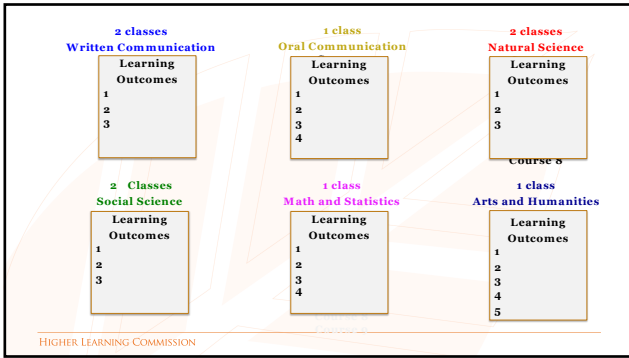 2 classes
Written Communication
Learning
Outcomes
1
2
3
1 class
Oral Communication
Learning
Outcomes
1
2
3
4
2 classes
Natural Science
Learning
Outcomes
1
2
3
Course 8
2 Classes
Social Science
Learning
Outcomes
1
2
3
1 class
Math and Statistics
Learning
Outcomes
1
2
3
4
1 class
Arts and Humanities
Learning
Outcomes
1
2
3
4
5
HIGHER LEARNING COMMISSION